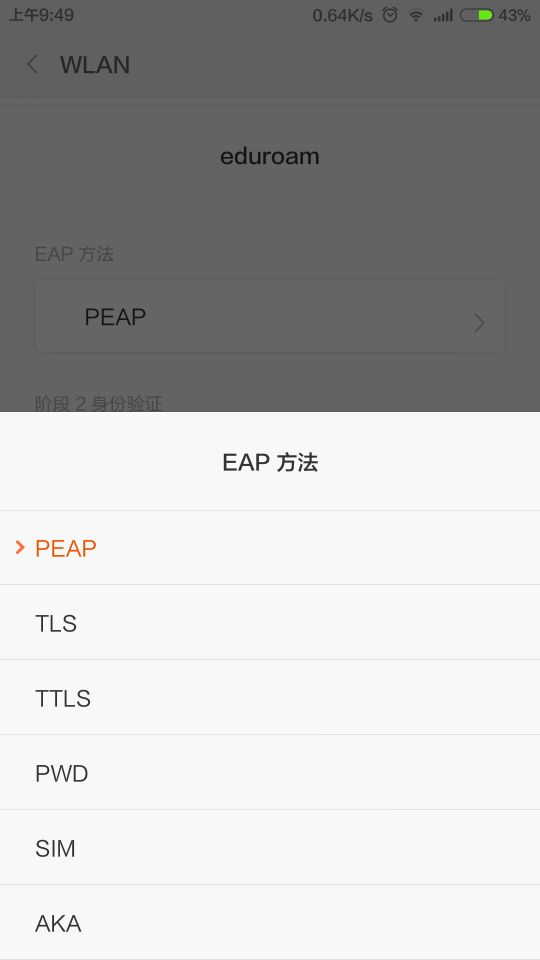 上午9:49
0.64K/s
43%
WLAN
eduroam
EAP 方法
PEAP
阶段 2 身份验证
EAP 方法
PEAP
TLS
TTLS
PWD
SIM
AKA